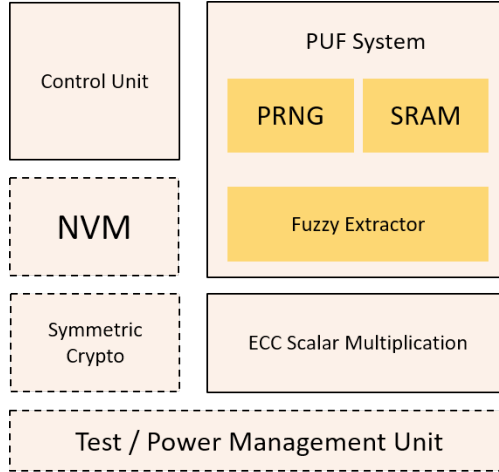 Control Unit
PUF System
PRNG
SRAM
NVM
Fuzzy Extractor
Symmetric
Crypto
ECC Scalar Multiplication
Test / Power Management Unit